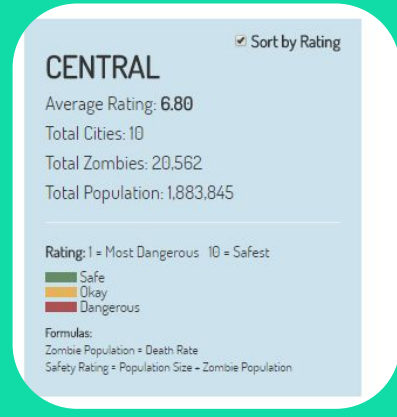 Sort by Rating
CENTRAL
Average Rating: 6.80
Total Cities: 10
Total Zombies: 20,562
Total Population: 1,883,845
Rating: 1 = Most Dangerous 10 = Safest
Safe
Okay
Dangerous
Formulas:
Zombie Population = Death Rate
Safety Rating = Population Size - Zombie Population